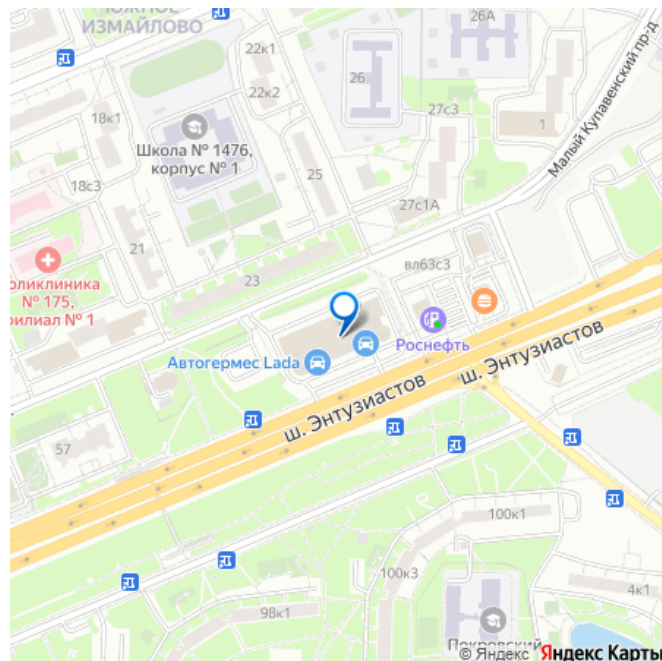 ЮЖНОЕ
ИЗМАЙЛОВО
26А
22к1
26
22к2
27с3
1
Малый Купавенский пр-д
18к1
Школа № 1476,
корпус № 1
25
18с3
27с1А
21
23
вл63с3
оликлиника
№ 175,
рилиал № 1
Роснефть
Автогермес Lada
ш. Энтузиастов
ш. Энтузиастов
57
100к1
100к3
4к1
98к1
Покровский
© Яндекс Яндекс Карты